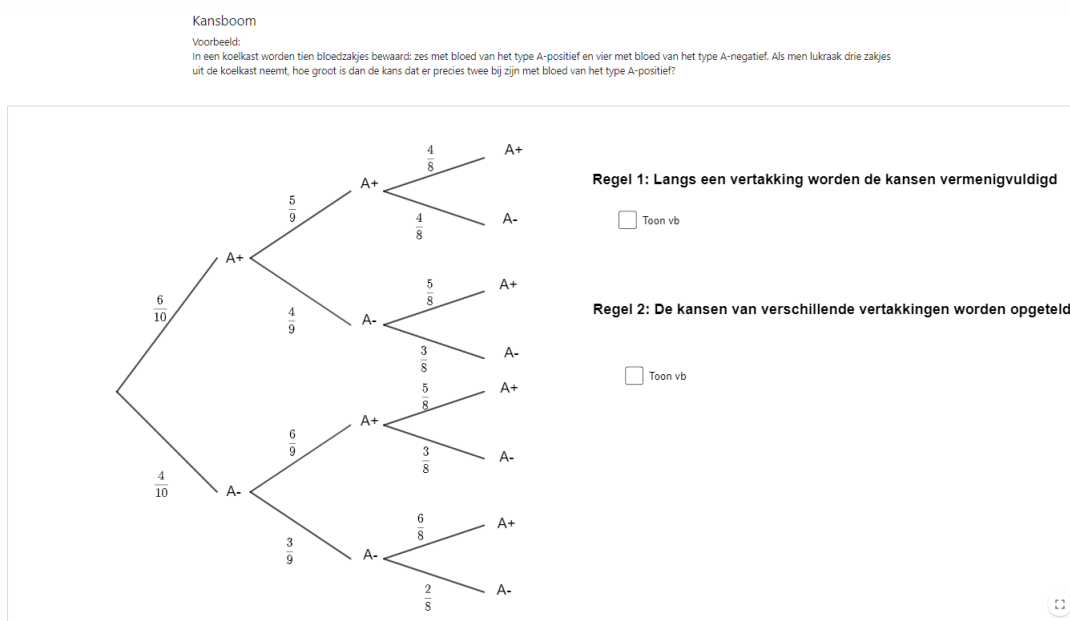 Kansboom
Voorbeeld:
In een koelkast worden tien bloedzakjes bewaard: zes met bloed van het type A-positief en vier met bloed van het type A-negatief. Als men lukraak drie zakjes
uit de koelkast neemt, hoe groot is dan de kans dat er precies twee bij zijn met bloed van het type A-positief?
4/8
A+
A+
5/9
4/8
A-
A+
6/10
4/9
A-
5/8
A+
3/8
A-
5/8
A+
A+
6/9
3/8
A-
4/10
A-
6/8
A+
3/9
A-
2/8
A-
Regel 1: Langs een vertakking worden de kansen vermenigvuldigd
Toon vb
Regel 2: De kansen van verschillende vertakkingen worden opgeteld
Toon vb